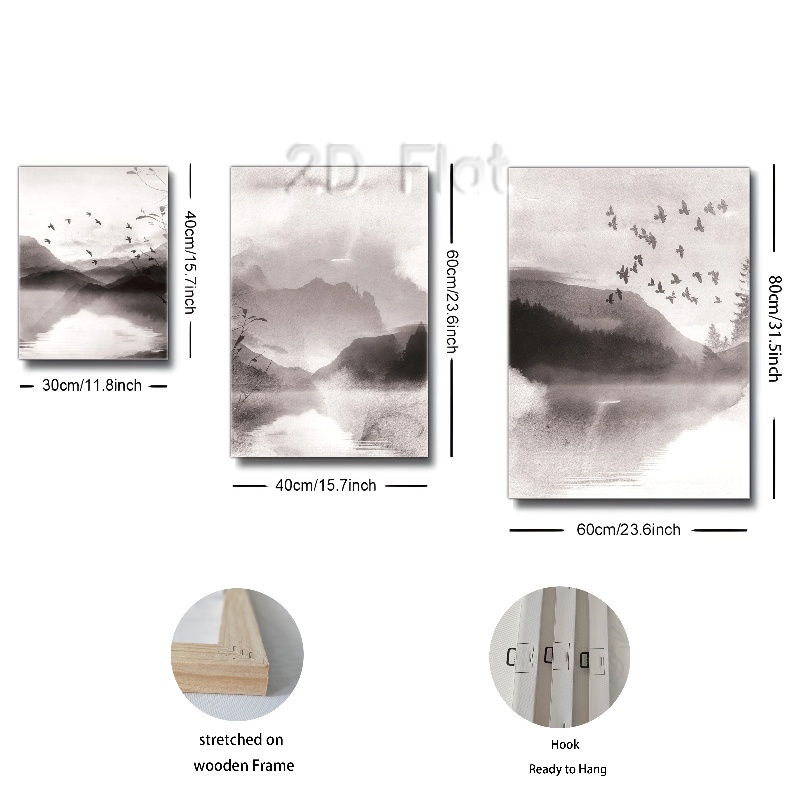 2D Flat
40cm/15.7inch
30cm/11.8inch
60cm/23.6inch
40cm/15.7inch
80cm/31.5inch
60cm/23.6inch
stretched on
wooden Frame
Hook
Ready to Hang